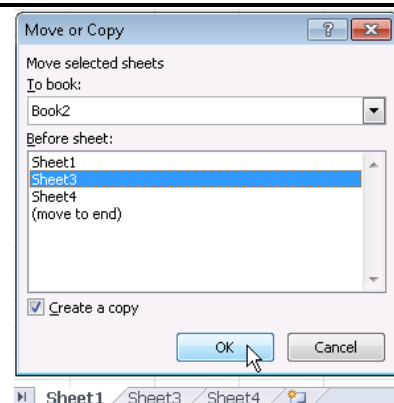 Move or Copy
Move selected sheets
To book:
Book2
Before sheet:
Sheet1
Sheet3
Sheet4
(move to end)
Create a copy
OK Cancel
Sheet1 Sheet3 Sheet4